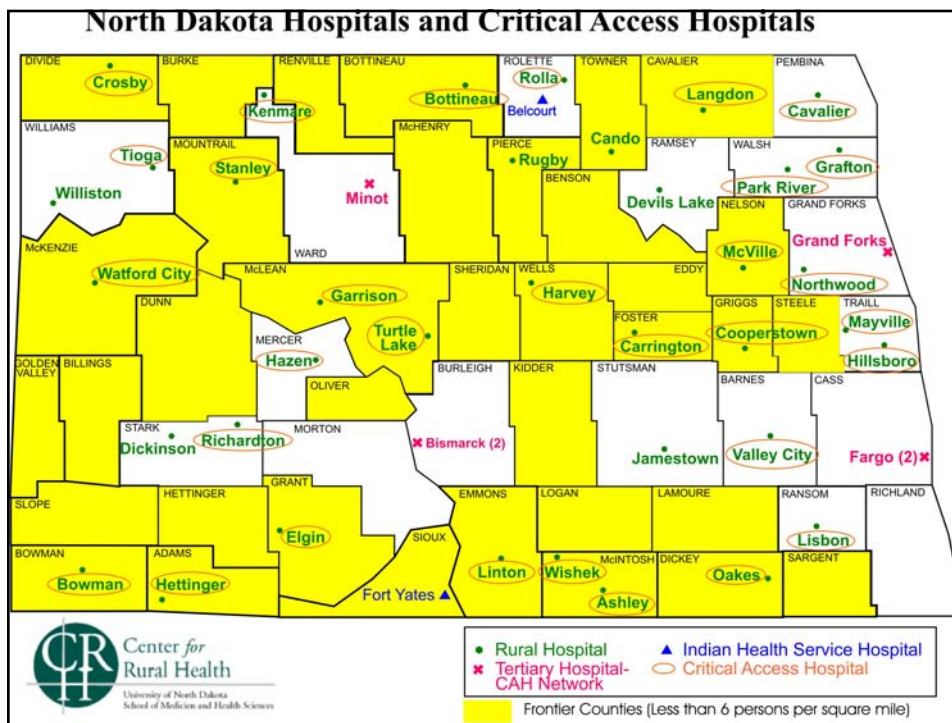 North Dakota Hospitals and Critical Access Hospitals
DIVIDE
BURKE
RENVILLE
BOTTINEAU
ROLETTE
TOWNER
CAVALIER
PEMBINA
Crosby
Kenmare
Bottineau
Rolla
Belcourt
Langdon
Cavalier
WILLIAMS
MOUNTRAIL
McHENRY
PIERCE
Cando
RAMSEY
WALSH
Tioga
Stanley
Rugby
Grafton
Williston
Minot
BENSON
Devils Lake
Park River
NELSON
GRAND FORKS
McKENZIE
WARD
Grand Forks
Watford City
McLEAN
SHERIDAN
WELLS
EDDY
McVille
Northwood
DUNN
Garrison
Harvey
GRIGGS
STEELE
TRAILL
MERCER
Turtle
Lake
FOSTER
Carrington
Cooperstown
Mayville
Hazen
Hillsboro
GOLDEN
VALLEY
BILLINGS
OLIVER
BURLEIGH
KIDDER
STUTSMAN
BARNES
CASS
STARK
Dickinson
Richardton
MORTON
Bismarck (2)
Jamestown
Valley City
Fargo (2)
SLOPE
HETTINGER
GRANT
EMMONS
LOGAN
LAMOURE
RANSOM
RICHLAND
Elgin
SIOUX
Lisbon
BOWMAN
ADAMS
McINTOSH
DICKEY
SARGENT
Bowman
Hettinger
Fort Yates
Linton
Wishek
Ashley
Oakes
CRH
Center for
Rural Health
University of North Dakota
School of Medicien and Health Sciences
Rural Hospital
Indian Health Service Hospital
Tertiary Hospital-
CAH Network
Critical Access Hospital
Frontier Counties (Less than 6 persons per square mile)